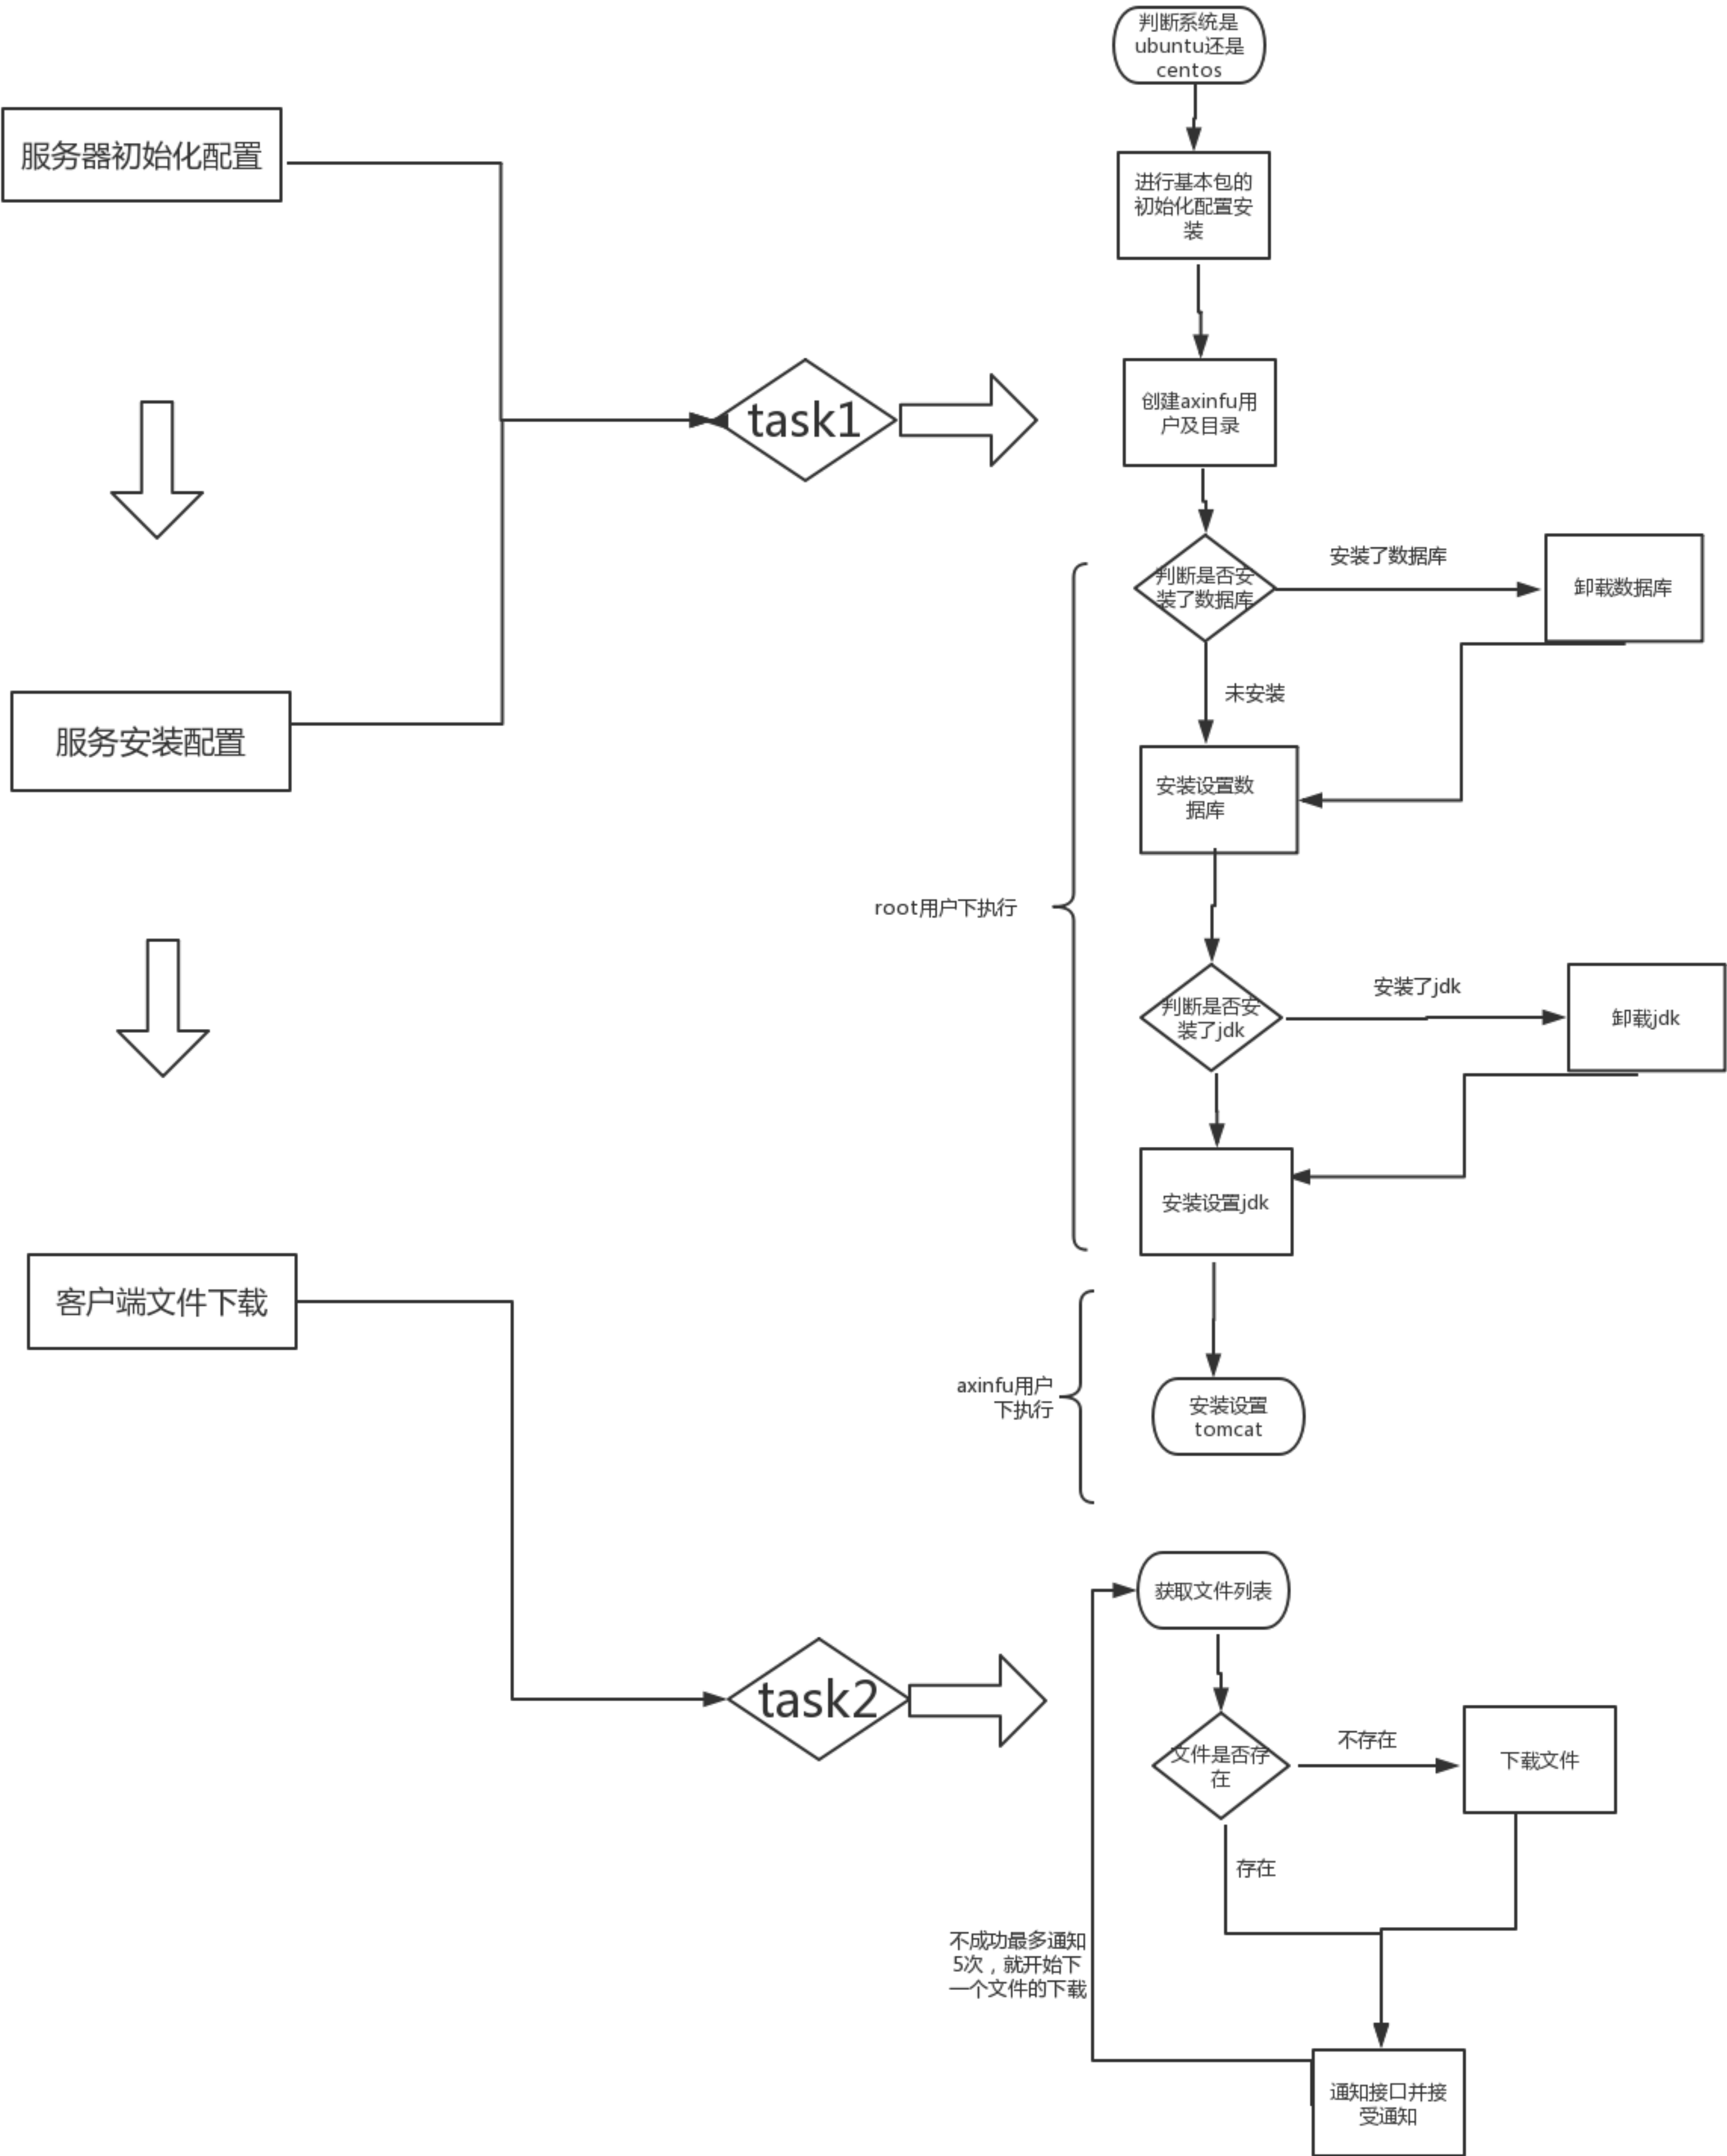 判断系统是
ubuntu还是
centos
服务器初始化配置
进行基本包的
初始化配置安
装
task1
创建axinfu用
户及目录
判断是否安
装了数据库
安装了数据库
卸载数据库
未安装
服务安装配置
安装设置数
据库
root用户下执行
判断是否安
装了jdk
安装了jdk
卸载jdk
安装设置jdk
客户端文件下载
axinfu用户
下执行
安装设置
tomcat
获取文件列表
task2
文件是否存
在
不存在
下载文件
存在
不成功最多通知
5次，就开始下
一个文件的下载
通知接口并接
受通知